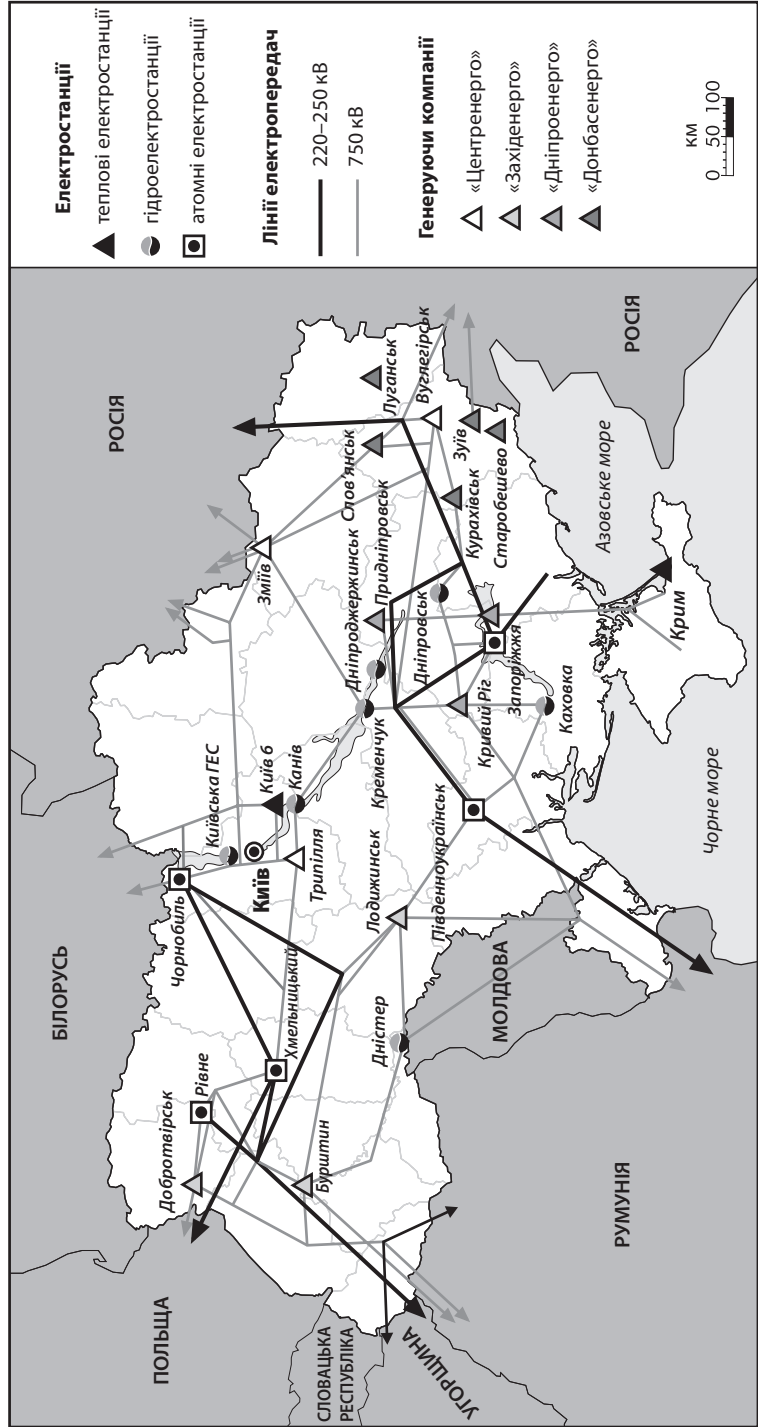 Електростанції
теплові електростанції
гідроелектростанції
атомні електростанції
Лінії електропередач
220–250 кВ
750 кВ
Генеруючи компанії
«Центренерго»
«Західенерго»
«Дніпроенерго»
«Донбасенерго»
км
0 50 100
БІЛОРУСЬ
РОСІЯ
РОСІЯ
ПОЛЬЩА
СЛОВАЦЬКА
РЕСПУБЛІКА
УГОРЩИНА
РУМУНІЯ
МОЛДОВА
Чорне море
Азовське море
Добротвірськ
Рівне
Хмельницький
Бурштин
Дністер
Чорнобиль
Київська ГЕС
Київ 6
Київ
Канів
Трипілля
Лодижинськ
Південноукраїнськ
Кременчук
Дніпроджержинськ
Придніпровськ
Дніпровськ
Кривий Ріг
Запоріжжя
Каховка
Крим
Зміїв
Слов'янськ
Луганськ
Вуглегірськ
Зуїв
Старобешево
Курахівськ